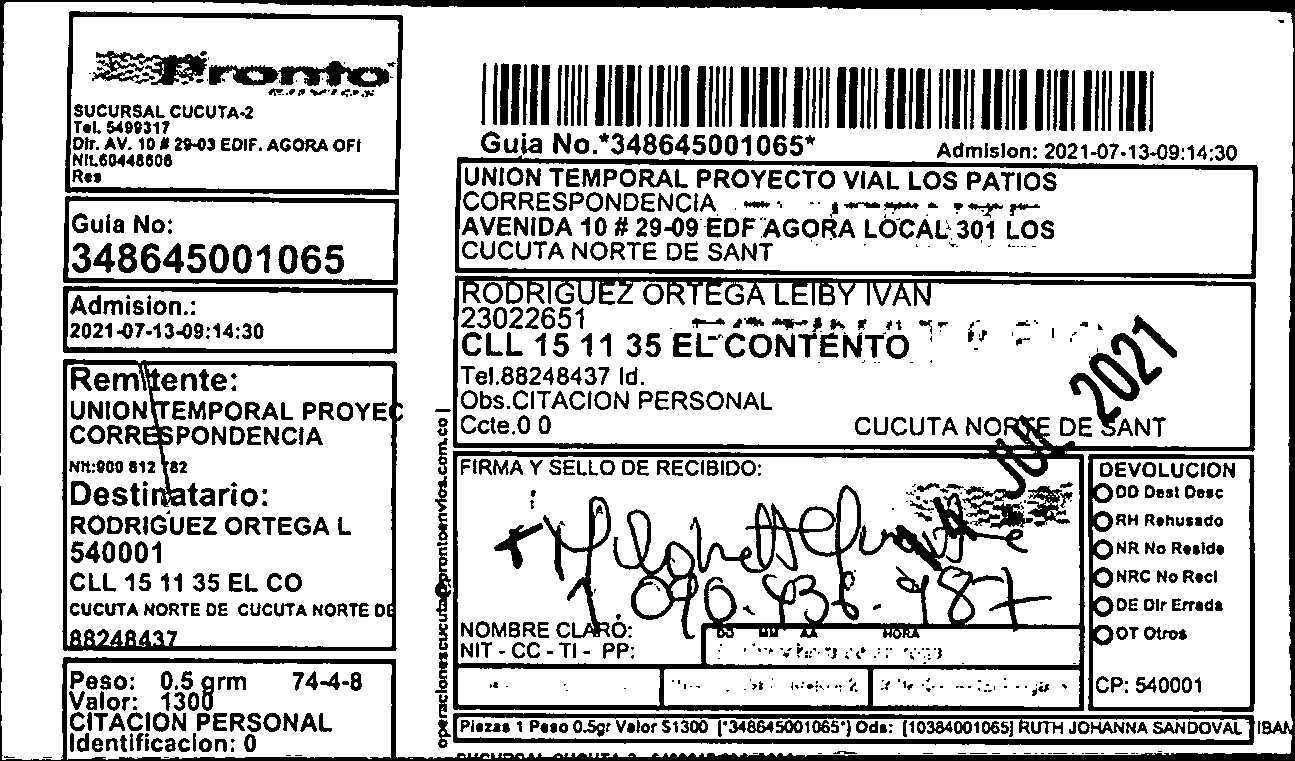 Pronto
SUCURSAL CUCUTA-2
Tel. 5499317
Dir. AV. 10 # 29-03 EDIF. AGORA OFI
Nit.60448606
Res
Guia No:
348645001065
Admision.:
2021-07-13-09:14:30
Remitente:
UNION TEMPORAL PROYEC
CORRESPONDENCIA
Nit:900 812 782
Destinatario:
RODRIGUEZ ORTEGA L
540001
CLL 15 11 35 EL CO
CUCUTA NORTE DE CUCUTA NORTE DE
88248437
Peso: 0.5 grm 74-4-8
Valor: 1300
CITACION PERSONAL
Identificacion: 0
Guia No.*348645001065*
Admision: 2021-07-13-09:14:30
UNION TEMPORAL PROYECTO VIAL LOS PATIOS
CORRESPONDENCIA
AVENIDA 10 # 29-09 EDF AGORA LOCAL 301 LOS
CUCUTA NORTE DE SANT
RODRIGUEZ ORTEGA LEIBY IVAN
23022651
CLL 15 11 35 EL CONTENTO
Tel.88248437 Id.
Obs.CITACION PERSONAL
Ccte.0 0 CUCUTA NORTE DE SANT
JUL 2021
operacionescucuta@prontoenvios.com.co
FIRMA Y SELLO DE RECIBIDO:
NOMBRE CLARO:
NIT - CC - TI - PP:
DD MM AA HORA
DEVOLUCION
DD Dest Desc
RH Rehusado
NR No Reside
NRC No Recl
DE Dir Errada
OT Otros
CP: 540001
Piezas 1 Peso 0.5gr Valor $1300 [*348645001065*] Ods: [10384001065] RUTH JOHANNA SANDOVAL TIBAM